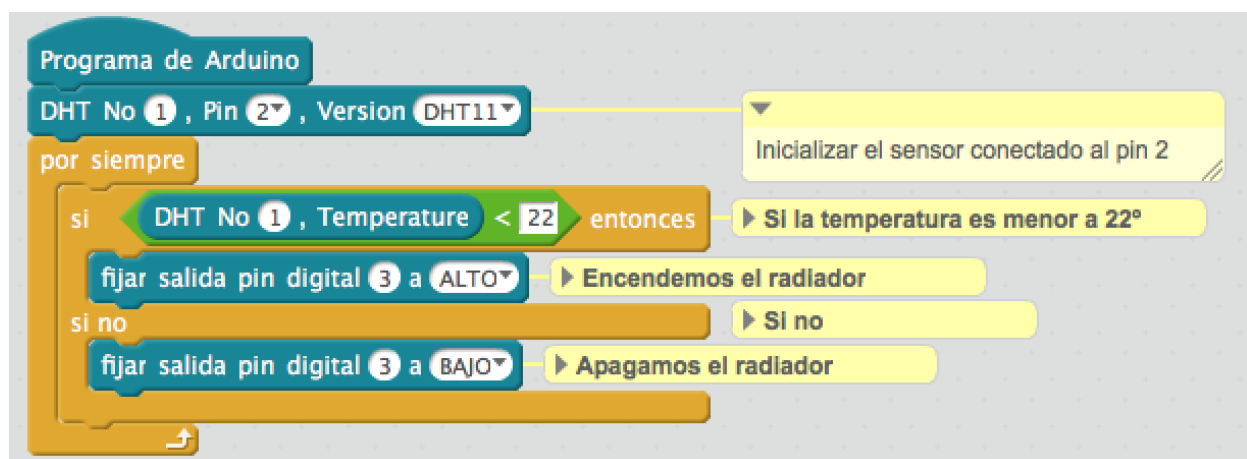 Programa de Arduino
DHT No 1 , Pin 2 , Version DHT11
Inicializar el sensor conectado al pin 2
por siempre
si DHT No 1 , Temperature < 22 entonces
Si la temperatura es menor a 22º
fijar salida pin digital 3 a ALTO
Encendemos el radiador
si no
Si no
fijar salida pin digital 3 a BAJO
Apagamos el radiador